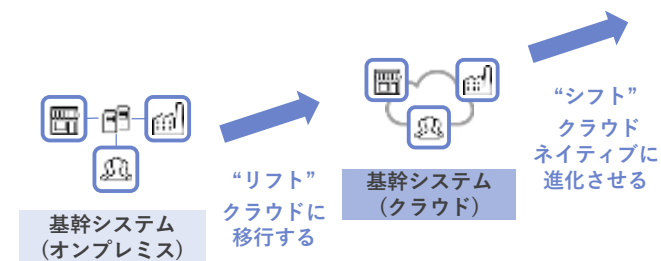 基幹システム
(オンプレミス)
“リフト”
クラウドに
移行する
基幹システム
(クラウド)
“シフト”
クラウド
ネイティブに
進化させる